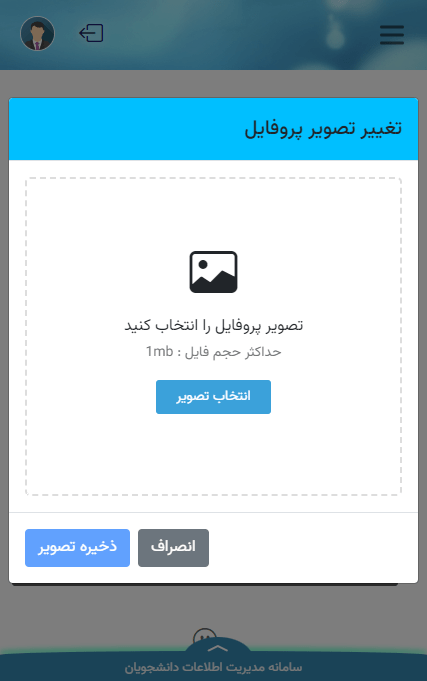 تغییر تصویر پروفایل
تصویر پروفایل را انتخاب کنید
حداکثر حجم فایل : 1mb
انتخاب تصویر
انصراف
ذخیره تصویر
سامانه مدیریت اطلاعات دانشجویان